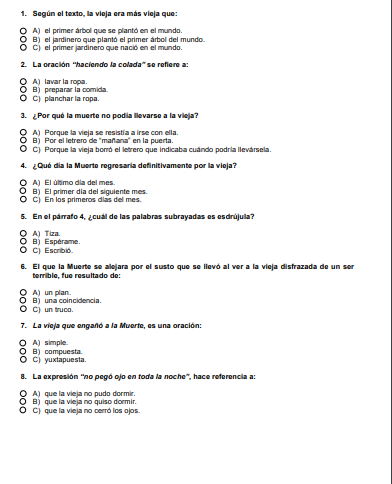 1. Según el texto, la vieja era más vieja que:
A) el primer árbol que se plantó en el mundo.
B) el jardinero que plantó el primer árbol del mundo.
C) el primer jardinero que nació en el mundo.
2. La oración "haciendo la colada" se refiere a:
A) lavar la ropa.
B) preparar la comida.
C) planchar la ropa.
3. ¿Por qué la muerte no podía llevarse a la vieja?
A) Porque la vieja se resistía a irse con ella.
B) Por el letrero de "mañana" en la puerta.
C) Porque la vieja borró el letrero que indicaba cuándo podría llevársela.
4. ¿Qué día la Muerte regresaría definitivamente por la vieja?
A) El último día del mes.
B) El primer día del siguiente mes.
C) En los primeros días del mes.
5. En el párrafo 4, ¿cuál de las palabras subrayadas es esdrújula?
A) Tiza.
B) Espérame.
C) Escribió.
6. El que la Muerte se alejara por el susto que se llevó al ver a la vieja disfrazada de un ser
terrible, fue resultado de:
A) un plan.
B) una coincidencia.
C) un truco.
7. La vieja que engañó a la Muerte, es una oración:
A) simple.
B) compuesta.
C) yuxtapuesta.
8. La expresión "no pegó ojo en toda la noche", hace referencia a:
A) que la vieja no pudo dormir.
B) que la vieja no quiso dormir.
C) que la vieja no cerró los ojos.